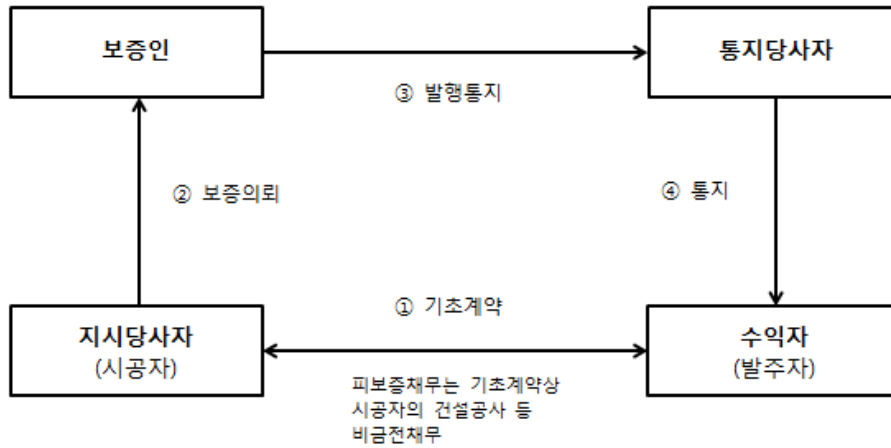 보증인
통지당사자
③ 발행통지
② 보증의뢰
④ 통지
① 기초계약
지시당사자
(시공자)
수익자
(발주자)
피보증채무는 기초계약상
시공자의 건설공사 등
비금전채무